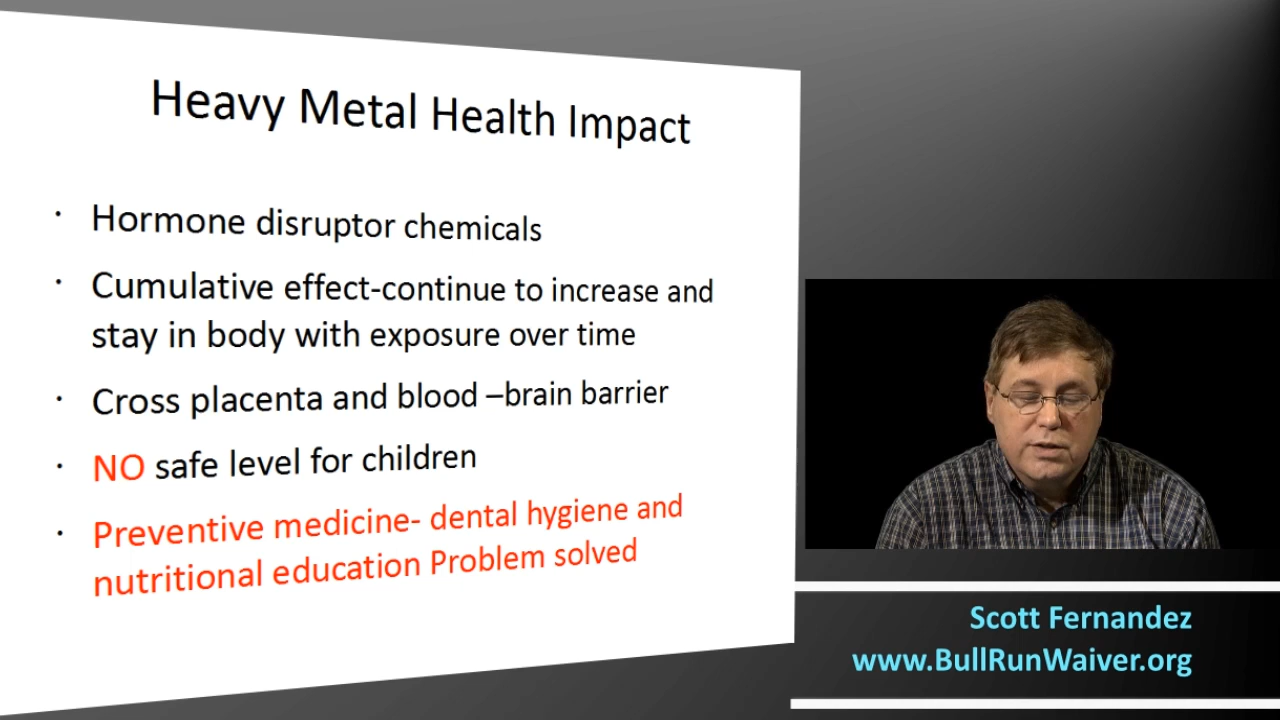 Heavy Metal Health Impact
• Hormone disruptor chemicals
• Cumulative effect-continue to increase and
stay in body with exposure over time
• Cross placenta and blood –brain barrier
• NO safe level for children
• Preventive medicine- dental hygiene and
nutritional education Problem solved
Scott Fernandez
www.BullRunWaiver.org